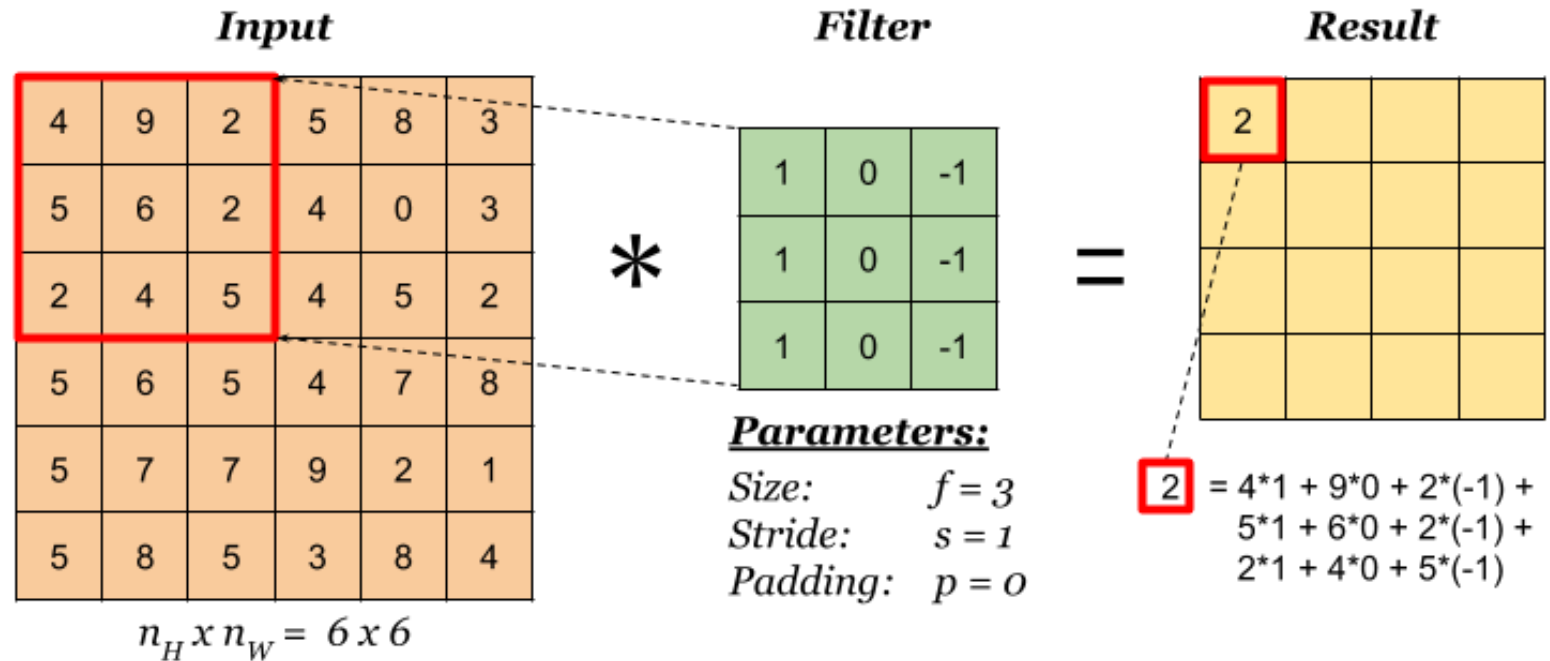 Input
Filter
Result
4 9 2 5 8 3
5 6 2 4 0 3
2 4 5 4 5 2
5 6 5 4 7 8
5 7 7 9 2 1
5 8 5 3 8 4
n_H x n_W = 6 x 6
*
1 0 -1
1 0 -1
1 0 -1
Parameters:
Size: f = 3
Stride: s = 1
Padding: p = 0
=
2
2 = 4*1 + 9*0 + 2*(-1) +
5*1 + 6*0 + 2*(-1) +
2*1 + 4*0 + 5*(-1)